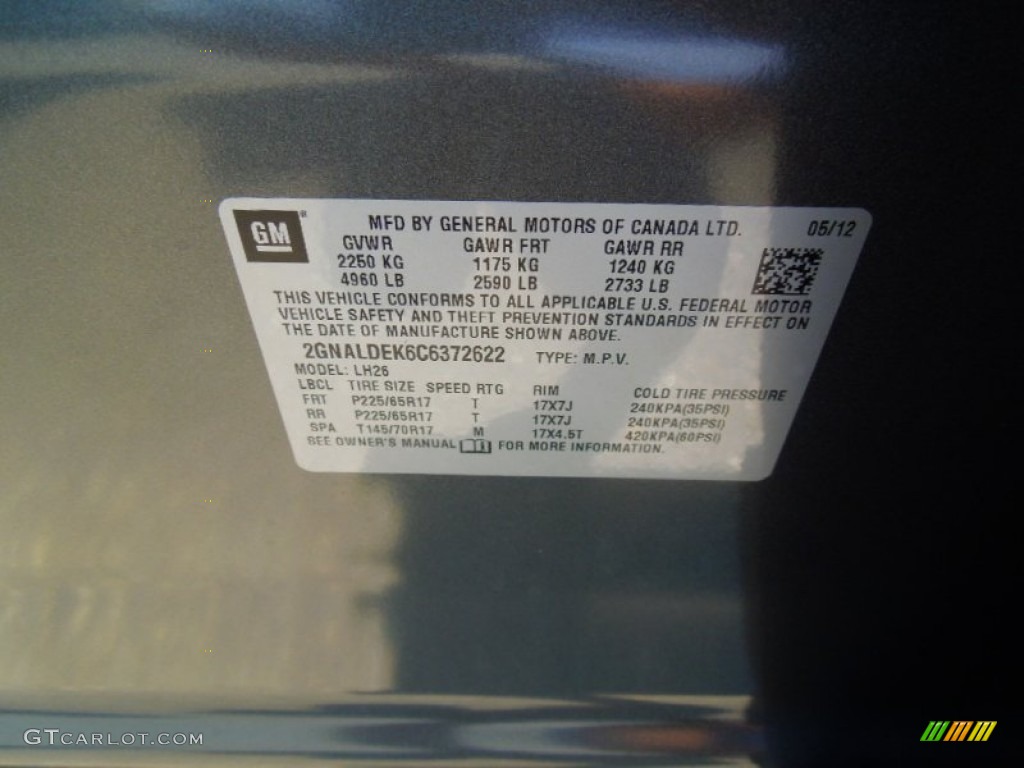 GM
MFD BY GENERAL MOTORS OF CANADA LTD. 05/12
GVWR GAWR FRT GAWR RR
2250 KG 1175 KG 1240 KG
4960 LB 2590 LB 2733 LB
THIS VEHICLE CONFORMS TO ALL APPLICABLE U.S. FEDERAL MOTOR
VEHICLE SAFETY AND THEFT PREVENTION STANDARDS IN EFFECT ON
THE DATE OF MANUFACTURE SHOWN ABOVE.
2GNALDEK6C6372622 TYPE: M.P.V.
MODEL: LH26
LBCL TIRE SIZE SPEED RTG RIM COLD TIRE PRESSURE
FRT P225/65R17 T 17X7J 240KPA(35PSI)
RR P225/65R17 T 17X7J 240KPA(35PSI)
SPA T145/70R17 M 17X4.5T 420KPA(60PSI)
SEE OWNER'S MANUAL FOR MORE INFORMATION.
GTCARLOT.COM